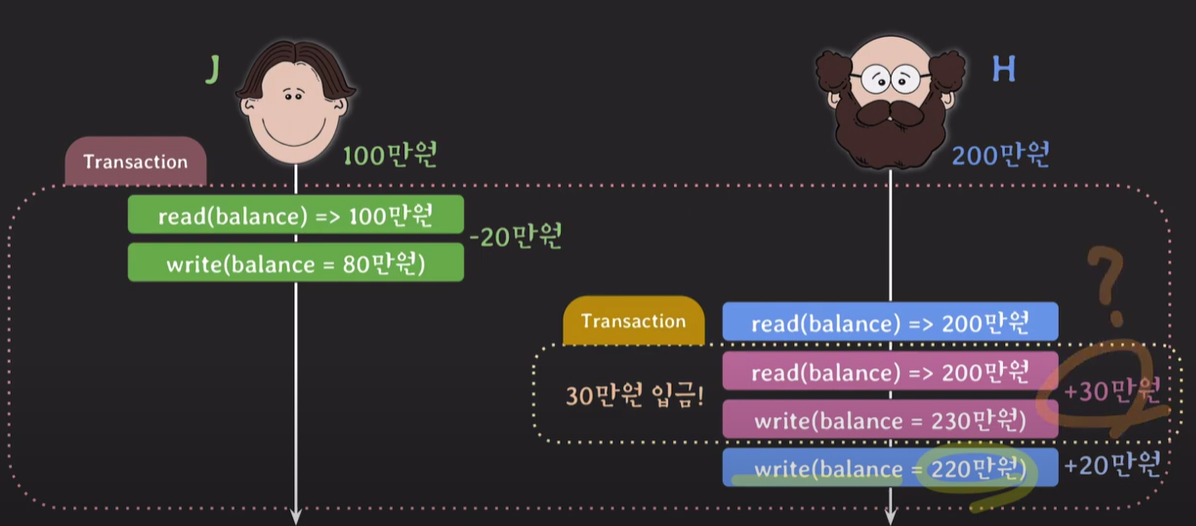 J
H
100만원
200만원
Transaction
read(balance) => 100만원
-20만원
write(balance = 80만원)
?
Transaction
read(balance) => 200만원
read(balance) => 200만원
30만원 입금!
+30만원
write(balance = 230만원)
write(balance = 220만원)
+20만원